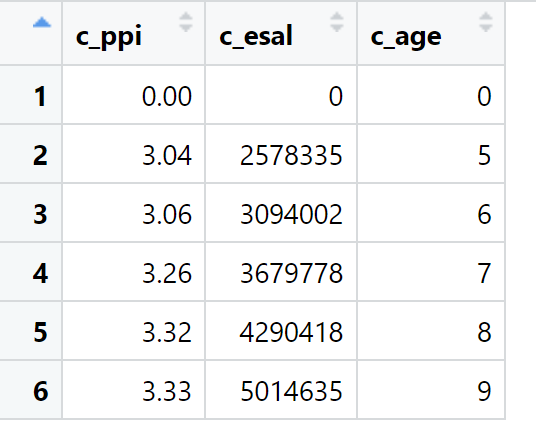 c_ppi c_esal c_age
1 0.00 0 0
2 3.04 2578335 5
3 3.06 3094002 6
4 3.26 3679778 7
5 3.32 4290418 8
6 3.33 5014635 9